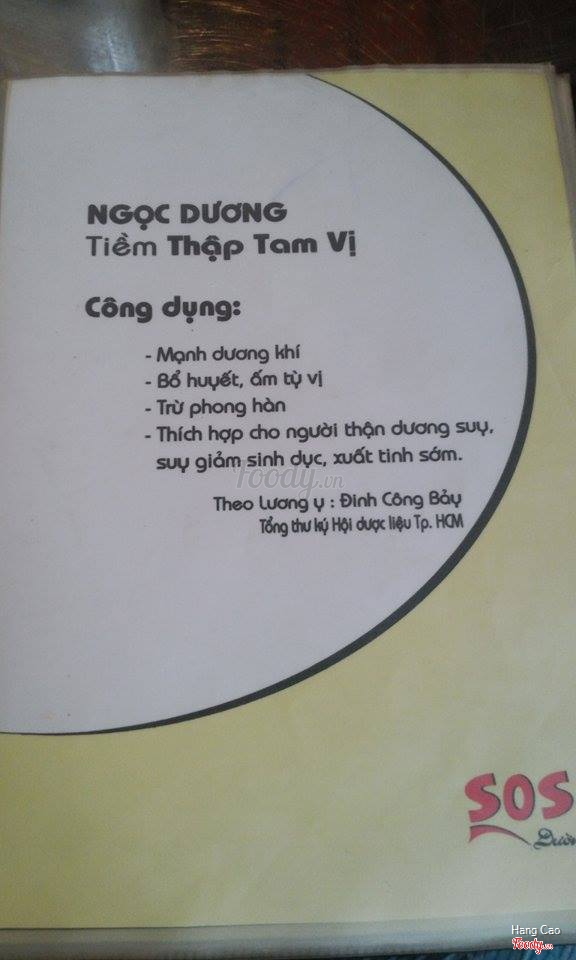 NGỌC DƯƠNG
Tiềm Thập Tam Vị
Công dụng:
- Mạnh dương khí
- Bổ huyết, ấm tỳ vị
- Trừ phong hàn
- Thích hợp cho người thận dương suy,
suy giảm sinh dục, xuất tinh sớm.
Foody.vn
Theo Lương y : Đinh Công Bảy
Tổng thư ký Hội dược liệu Tp. HCM
SOS
Hang Cao
Foody.vn